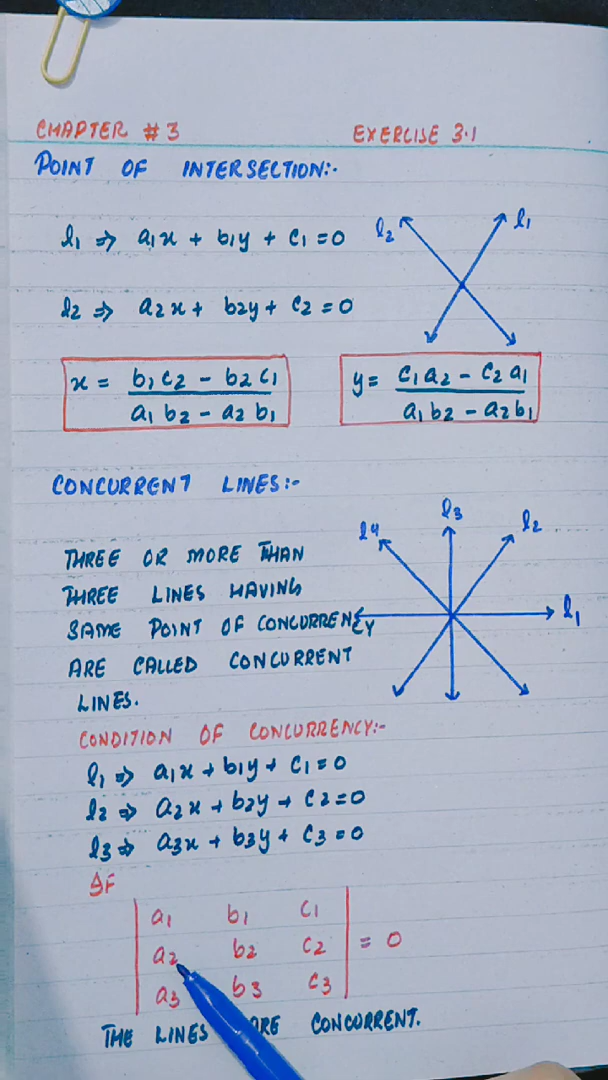 CHAPTER # 3 EXERCISE 3.1
POINT OF INTERSECTION:-
l₁ ⇒ a₁x + b₁y + c₁ = 0
l₂ l₁
l₂ ⇒ a₂x + b₂y + c₂ = 0
x = (b₁c₂ - b₂c₁) / (a₁b₂ - a₂b₁) y = (c₁a₂ - c₂a₁) / (a₁b₂ - a₂b₁)
CONCURRENT LINES:-
l₄ l₃ l₂ l₁
THREE OR MORE THAN
THREE LINES HAVING
SAME POINT OF CONCURRENCY
ARE CALLED CONCURRENT
LINES.
CONDITION OF CONCURRENCY:-
l₁ ⇒ a₁x + b₁y + c₁ = 0
l₂ ⇒ a₂x + b₂y + c₂ = 0
l₃ ⇒ a₃x + b₃y + c₃ = 0
IF
| a₁ b₁ c₁ |
| a₂ b₂ c₂ | = 0
| a₃ b₃ c₃ |
THE LINES ARE CONCURRENT.